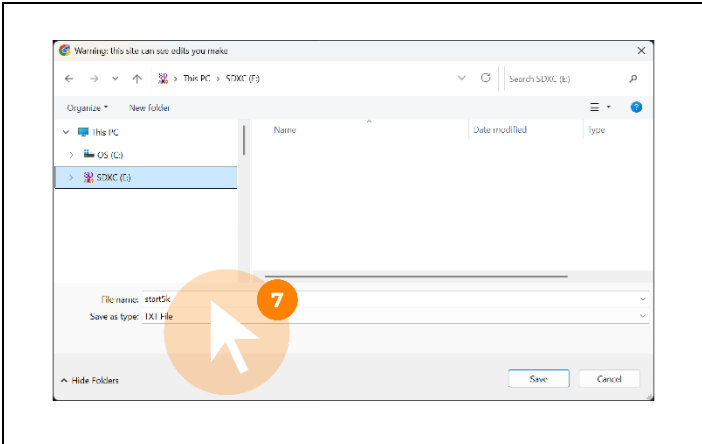 Warning: this site can see edits you make
This PC > SDXC (E:)
Search SDXC (E:)
Organize
New folder
This PC
Name
Date modified
Type
OS (C:)
SDXC (E:)
File name: start5k
7
Save as type: TXT File
Hide Folders
Save
Cancel